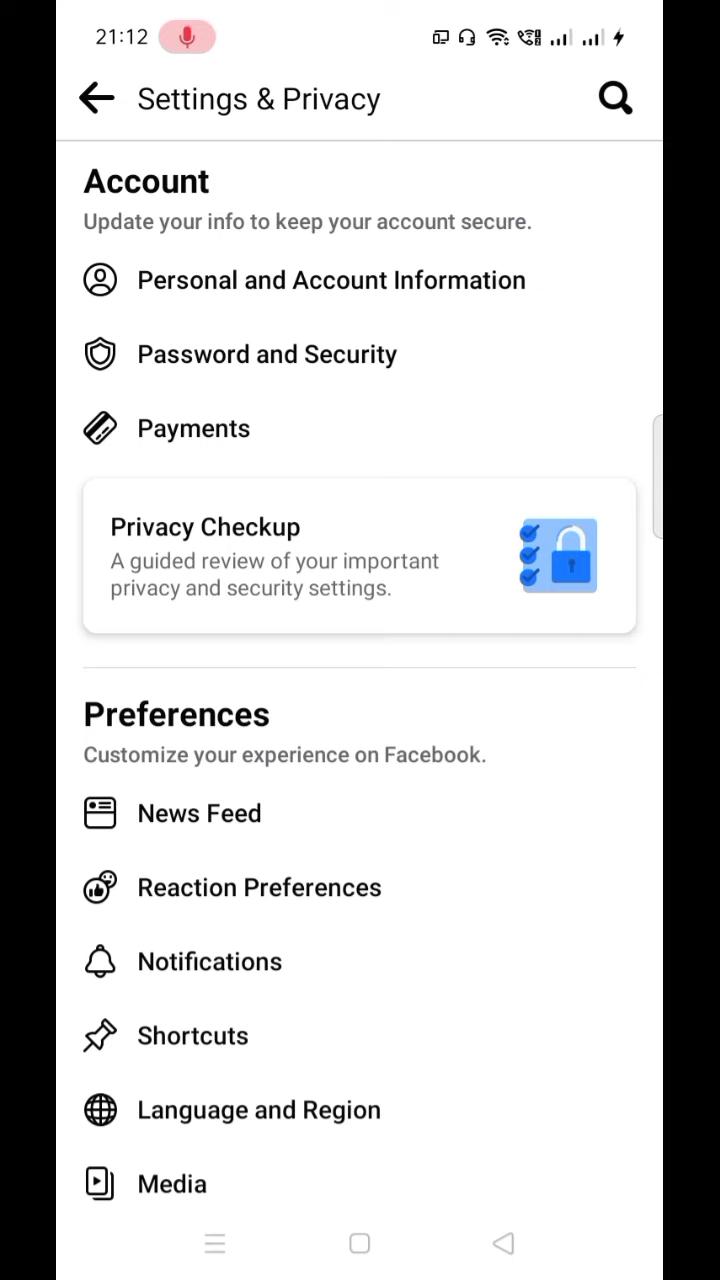 21:12
Settings & Privacy
Account
Update your info to keep your account secure.
Personal and Account Information
Password and Security
Payments
Privacy Checkup
A guided review of your important
privacy and security settings.
Preferences
Customize your experience on Facebook.
News Feed
Reaction Preferences
Notifications
Shortcuts
Language and Region
Media